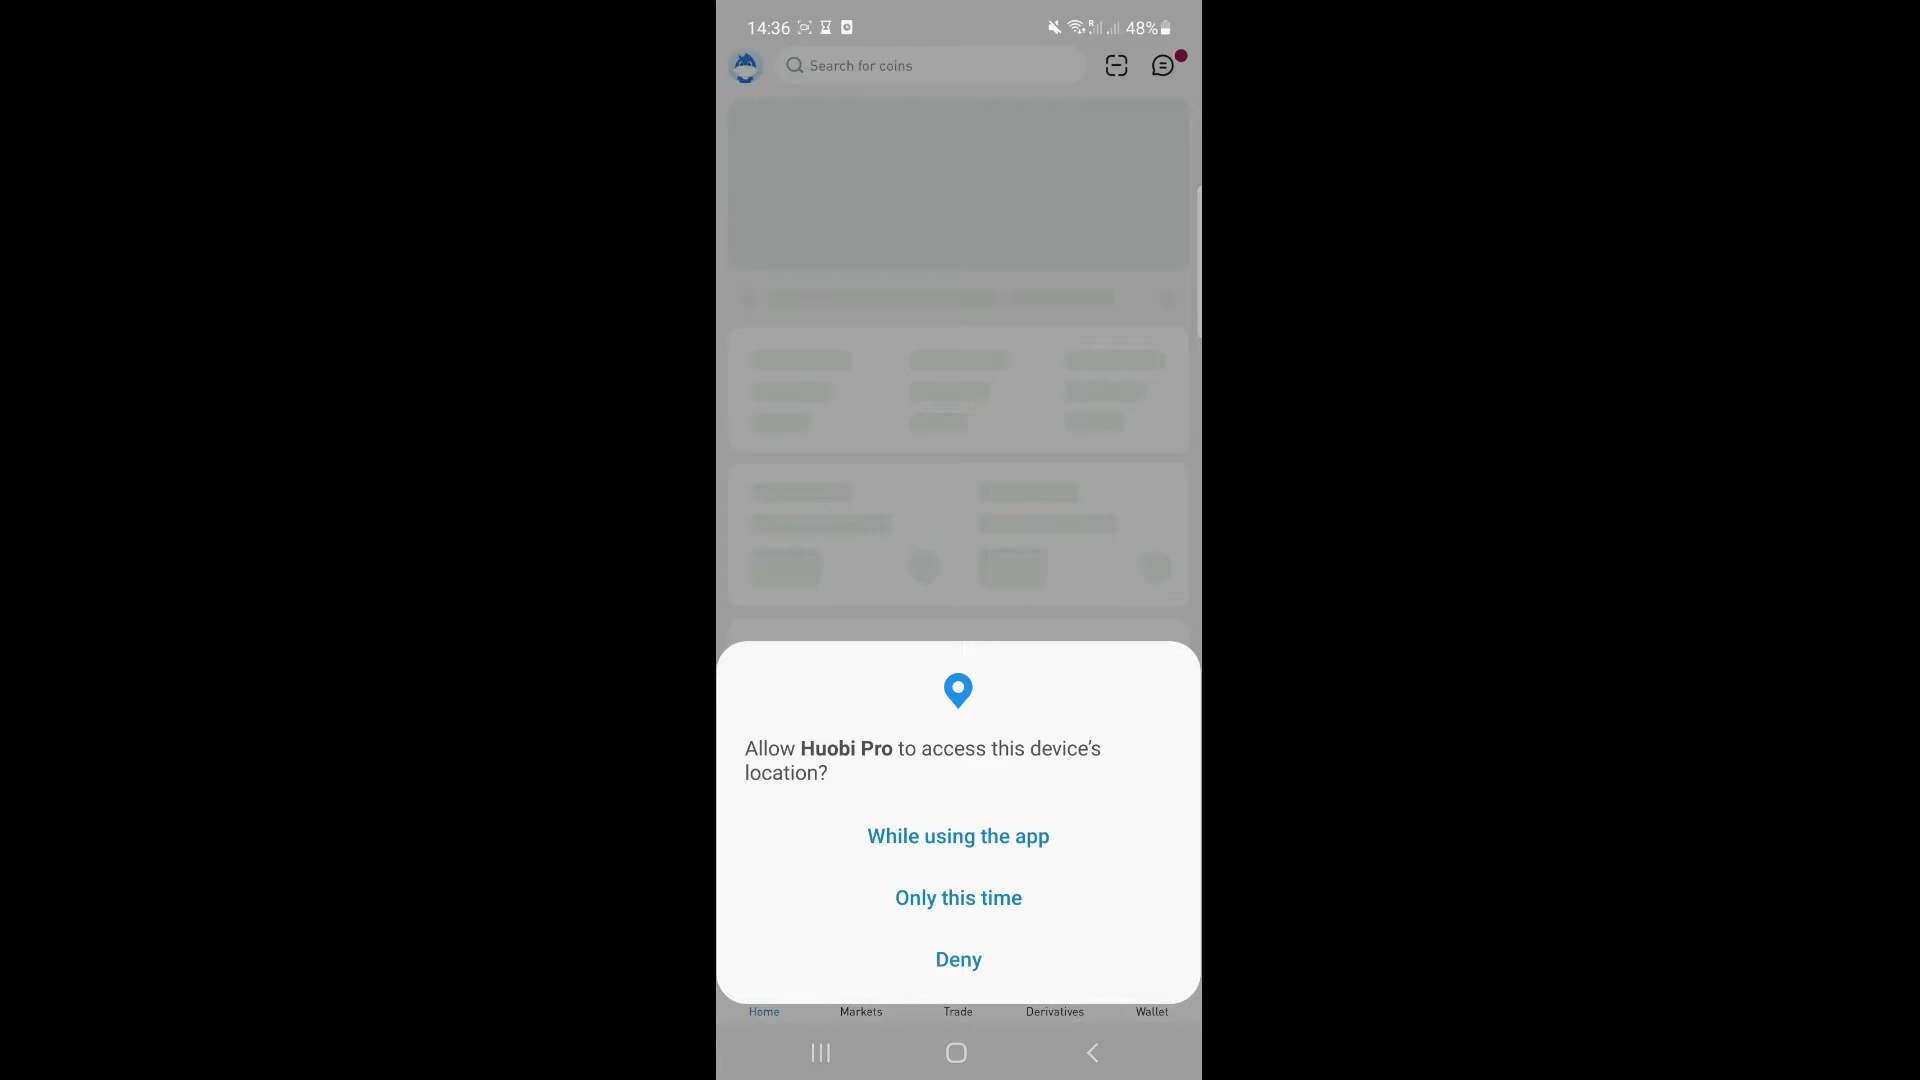 14:36
48%
Search for coins
Allow Huobi Pro to access this device's
location?
While using the app
Only this time
Deny
Home Markets Trade Derivatives Wallet